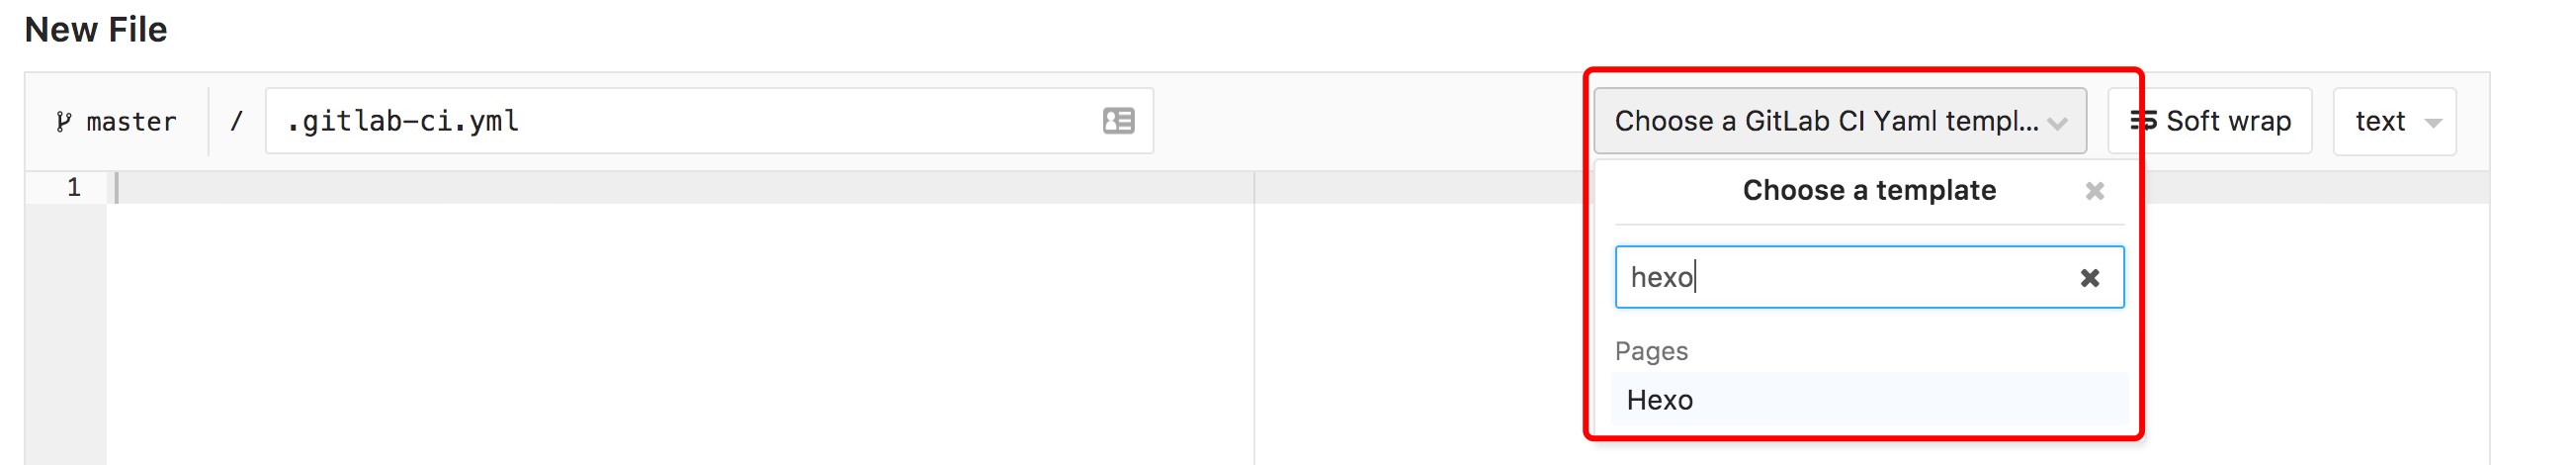 New File
master / .gitlab-ci.yml Choose a GitLab CI Yaml templ... Soft wrap text
1
Choose a template
hexo
Pages
Hexo